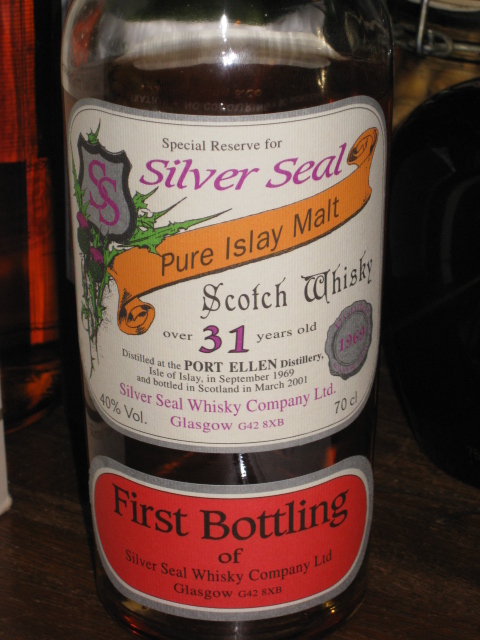 Special Reserve for
SS
Silver Seal
Pure Islay Malt
Scotch Whisky
over 31 years old
1969
Distilled at the PORT ELLEN Distillery,
Isle of Islay, in September 1969
and bottled in Scotland in March 2001
40% Vol.
Silver Seal Whisky Company Ltd.
Glasgow G42 8XB
70 cl
First Bottling
of
Silver Seal Whisky Company Ltd
Glasgow G42 8XB